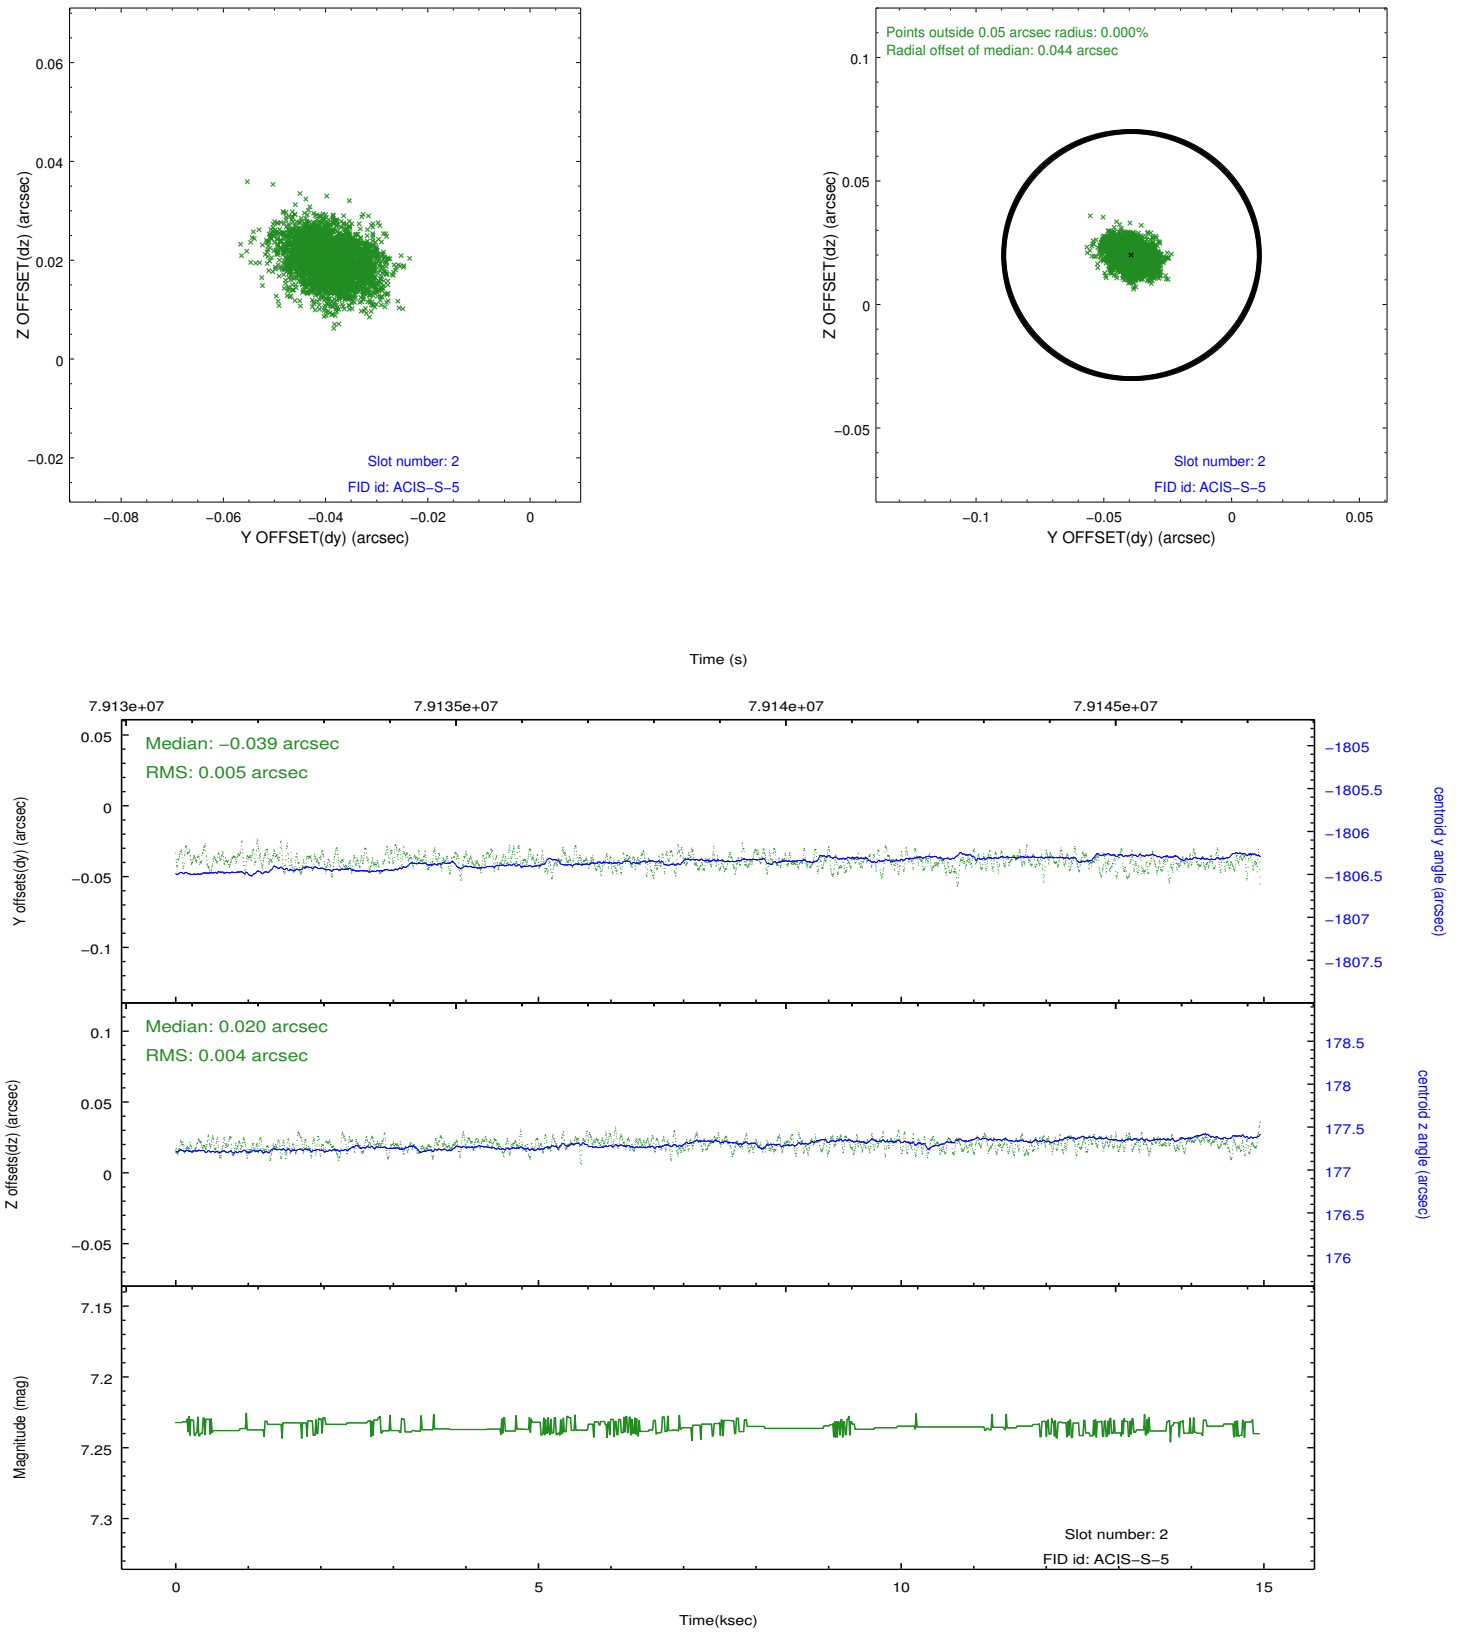 0.06
0.04
0.02
0
−0.02
Z OFFSET(dz) (arcsec)
Slot number: 2
FID id: ACIS−S−5
−0.08
−0.06
−0.04
−0.02
0
Y OFFSET(dy) (arcsec)
Points outside 0.05 arcsec radius: 0.000%
Radial offset of median: 0.044 arcsec
0.1
0.05
0
−0.05
Z OFFSET(dz) (arcsec)
Slot number: 2
FID id: ACIS−S−5
−0.1
−0.05
0
0.05
Y OFFSET(dy) (arcsec)
Time (s)
7.913e+07
7.9135e+07
7.914e+07
7.9145e+07
Median: −0.039 arcsec
RMS: 0.005 arcsec
0.05
0
−0.05
−0.1
Y offsets(dy) (arcsec)
−1805
−1805.5
−1806
−1806.5
−1807
−1807.5
centroid y angle (arcsec)
Median: 0.020 arcsec
RMS: 0.004 arcsec
0.1
0.05
0
−0.05
Z offsets(dz) (arcsec)
178.5
178
177.5
177
176.5
176
centroid z angle (arcsec)
7.15
7.2
7.25
7.3
Magnitude (mag)
Slot number: 2
FID id: ACIS−S−5
0
5
10
15
Time(ksec)